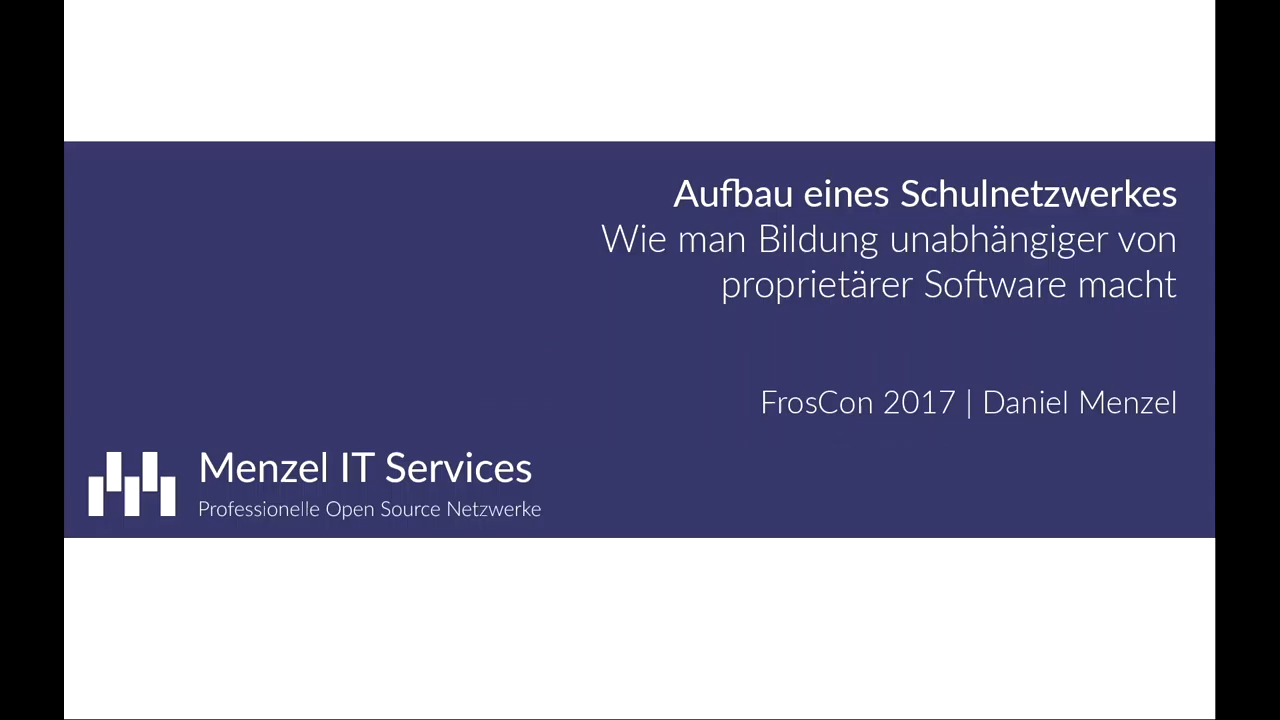 Aufbau eines Schulnetzwerkes
Wie man Bildung unabhängiger von
proprietärer Software macht
FrosCon 2017 | Daniel Menzel
Menzel IT Services
Professionelle Open Source Netzwerke